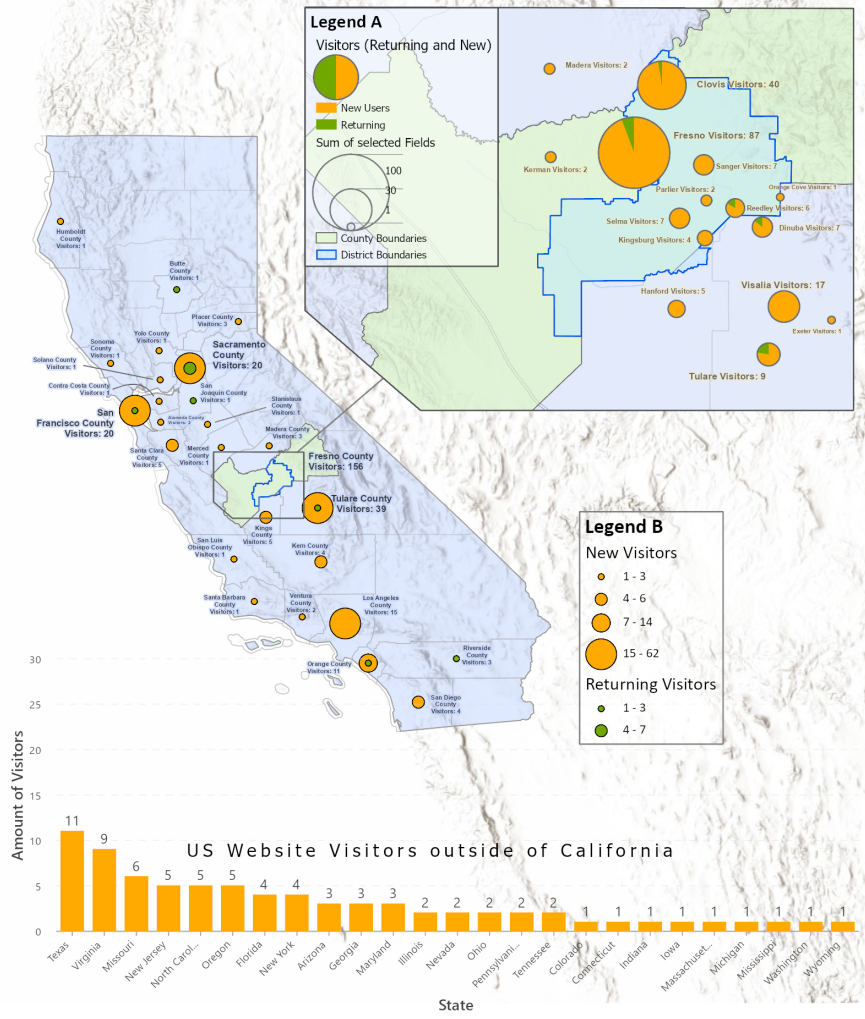 Legend A
Visitors (Returning and New)
New Users
Returning
Sum of selected Fields
100
30
1
County Boundaries
District Boundaries
Madera Visitors: 2
Clovis Visitors: 40
Fresno Visitors: 87
Kerman Visitors: 2
Sanger Visitors: 7
Parlier Visitors: 2
Orange Cove Visitors: 1
Reedley Visitors: 6
Selma Visitors: 7
Dinuba Visitors: 7
Kingsburg Visitors: 4
Hanford Visitors: 5
Visalia Visitors: 17
Exeter Visitors: 1
Tulare Visitors: 9
Humboldt
County
Visitors: 1
Butte
County
Visitors: 1
Placer County
Visitors: 3
Yolo County
Visitors: 1
Sonoma
County
Visitors: 1
Sacramento
County
Visitors: 20
Solano County
Visitors: 1
Contra Costa County
Visitors: 1
San
Joaquin County
Visitors: 1
Stanislaus
County
Visitors: 1
San
Francisco County
Visitors: 20
Alameda County
Visitors: 2
Madera County
Visitors: 3
Santa Clara
County
Visitors: 5
Merced
County
Visitors: 1
Fresno County
Visitors: 156
Tulare County
Visitors: 39
Kings
County
Visitors: 5
San Luis
Obispo County
Visitors: 1
Kern County
Visitors: 4
Santa Barbara
County
Visitors: 1
Ventura
County
Visitors: 2
Los Angeles
County
Visitors: 15
Orange County
Visitors: 11
Riverside
County
Visitors: 3
San Diego
County
Visitors: 4
Legend B
New Visitors
1 - 3
4 - 6
7 - 14
15 - 62
Returning Visitors
1 - 3
4 - 7
US Website Visitors outside of California
Amount of Visitors
30
25
20
15
10
5
0
11
9
6
5
5
5
4
4
3
3
3
2
2
2
2
2
1
1
1
1
1
1
1
1
1
Texas
Virginia
Missouri
New Jersey
North Carol...
Oregon
Florida
New York
Arizona
Georgia
Maryland
Illinois
Nevada
Ohio
Pennsylvani...
Tennessee
Colorado
Connecticut
Indiana
Iowa
Massachuset...
Michigan
Mississippi
Washington
Wyoming
State